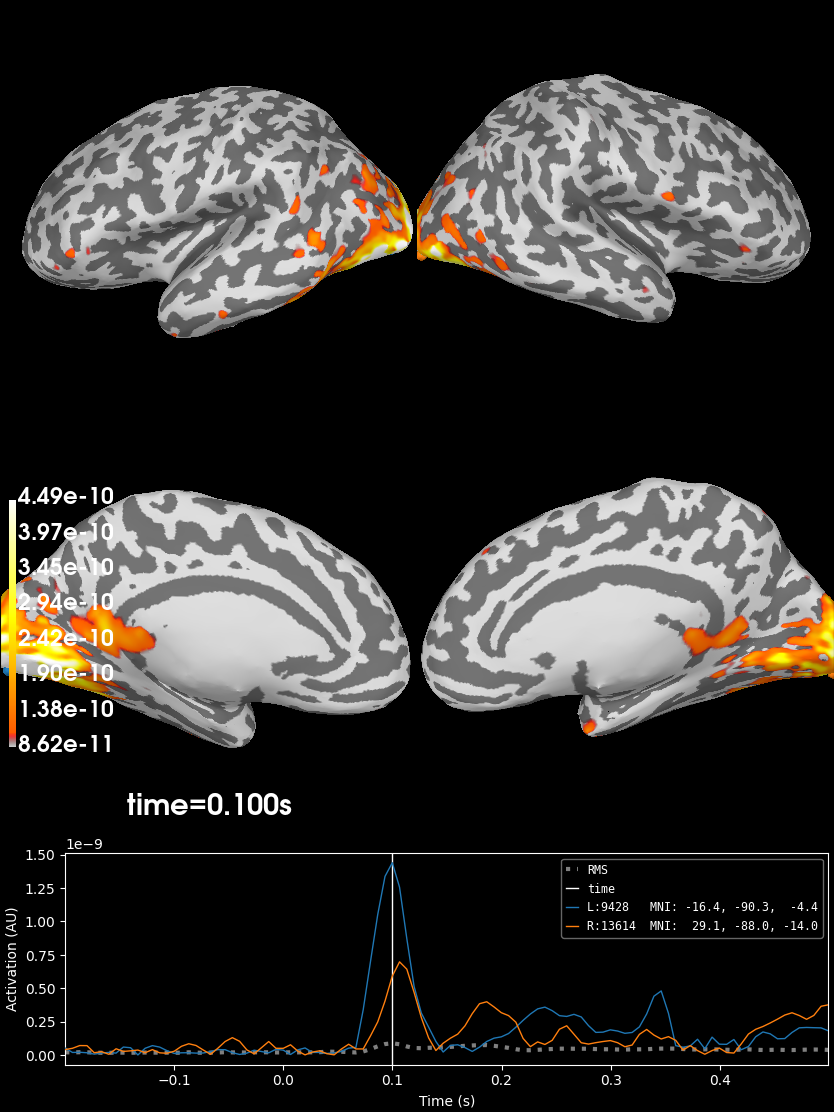 4.49e-10
3.97e-10
3.45e-10
2.94e-10
2.42e-10
1.90e-10
1.38e-10
8.62e-11
time=0.100s
1e−9
1.50
1.25
1.00
0.75
0.50
0.25
0.00
Activation (AU)
RMS
time
L:9428 MNI: -16.4, -90.3, -4.4
R:13614 MNI: 29.1, -88.0, -14.0
−0.1 0.0 0.1 0.2 0.3 0.4
Time (s)